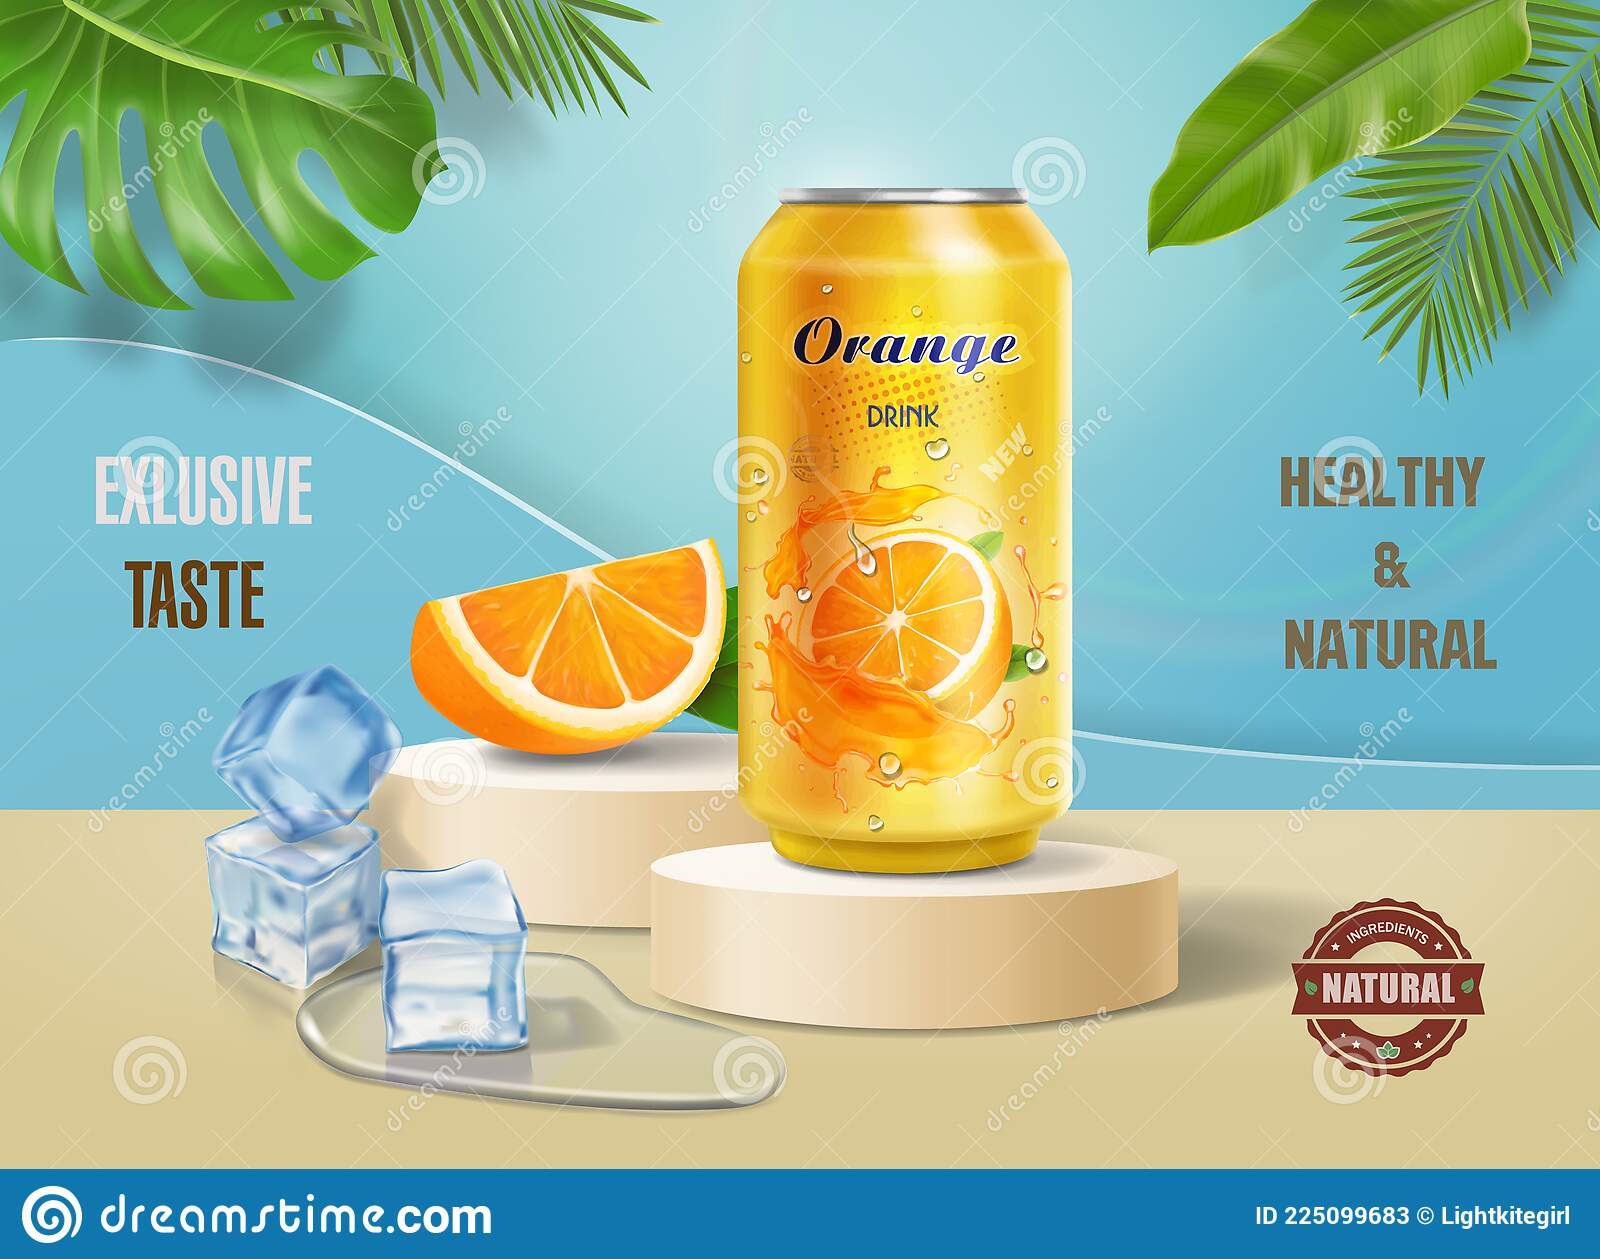 Orange
DRINK
NEW
EXLUSIVE
TASTE
HEALTHY
&
NATURAL
INGREDIENTS
NATURAL
dreamstime.com
ID 225099683 © Lightkitegirl